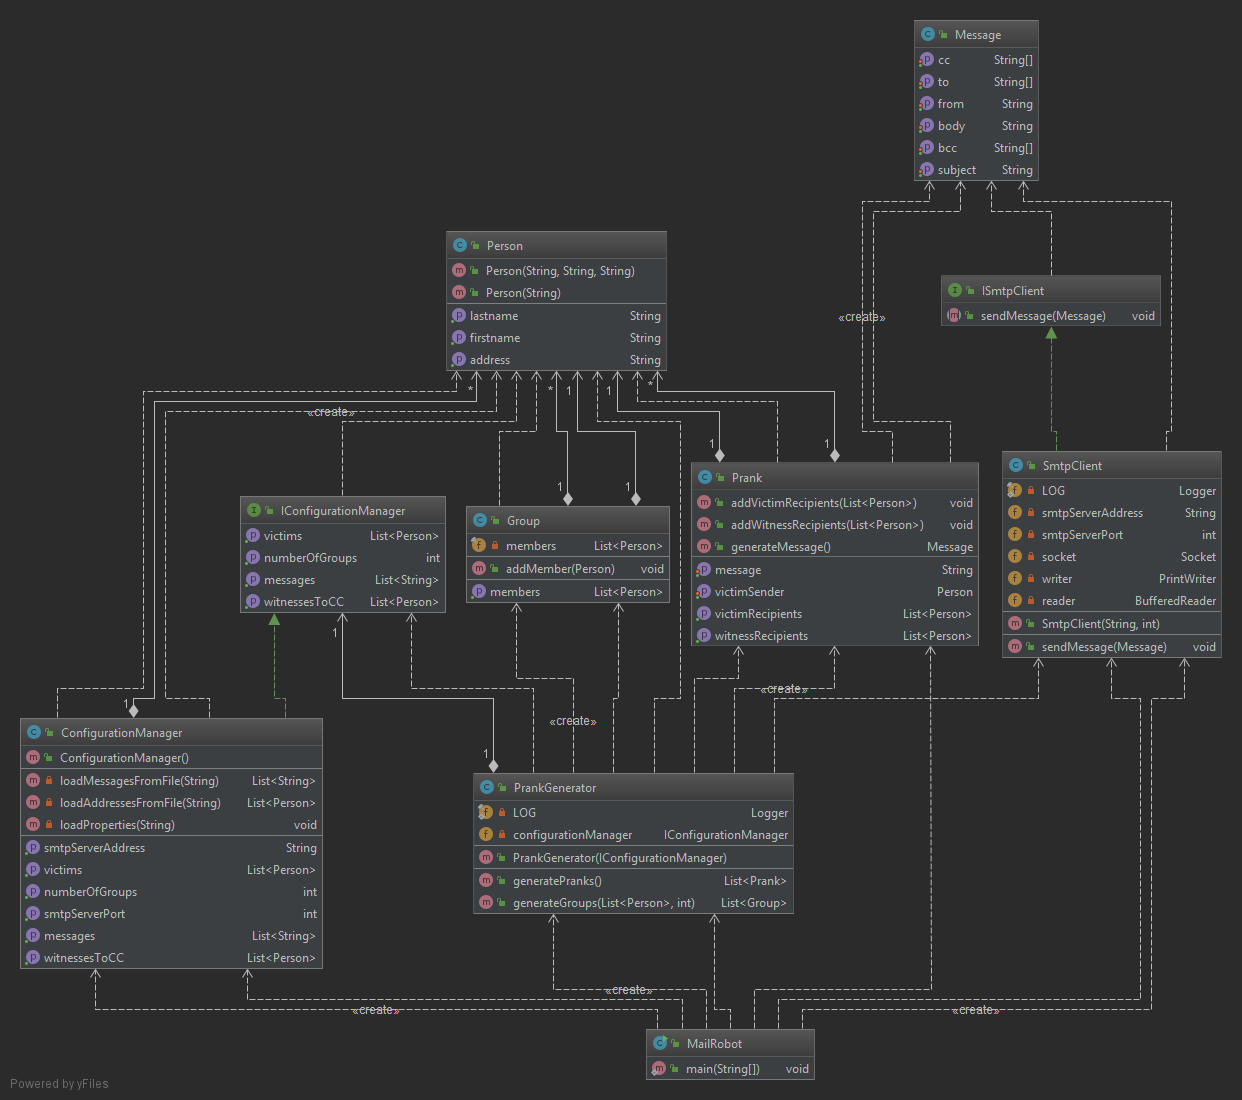 Message
cc String[]
to String[]
from String
body String
bcc String[]
subject String
Person
Person(String, String, String)
Person(String)
lastname String
firstname String
address String
ISmtpClient
sendMessage(Message) void
«create»
«create»
* * 1 1 *
1 1
1 1
SmtpClient
LOG Logger
smtpServerAddress String
smtpServerPort int
socket Socket
writer PrintWriter
reader BufferedReader
SmtpClient(String, int)
sendMessage(Message) void
Prank
addVictimRecipients(List<Person>) void
addWitnessRecipients(List<Person>) void
generateMessage() Message
message String
victimSender Person
victimRecipients List<Person>
witnessRecipients List<Person>
IConfigurationManager
victims List<Person>
numberOfGroups int
messages List<String>
witnessesToCC List<Person>
Group
members List<Person>
addMember(Person) void
members List<Person>
1
1
«create»
«create»
1
ConfigurationManager
ConfigurationManager()
loadMessagesFromFile(String) List<String>
loadAddressesFromFile(String) List<Person>
loadProperties(String) void
smtpServerAddress String
victims List<Person>
numberOfGroups int
smtpServerPort int
messages List<String>
witnessesToCC List<Person>
PrankGenerator
LOG Logger
configurationManager IConfigurationManager
PrankGenerator(IConfigurationManager)
generatePranks() List<Prank>
generateGroups(List<Person>, int) List<Group>
«create»
«create»
«create»
MailRobot
main(String[]) void
Powered by yFiles